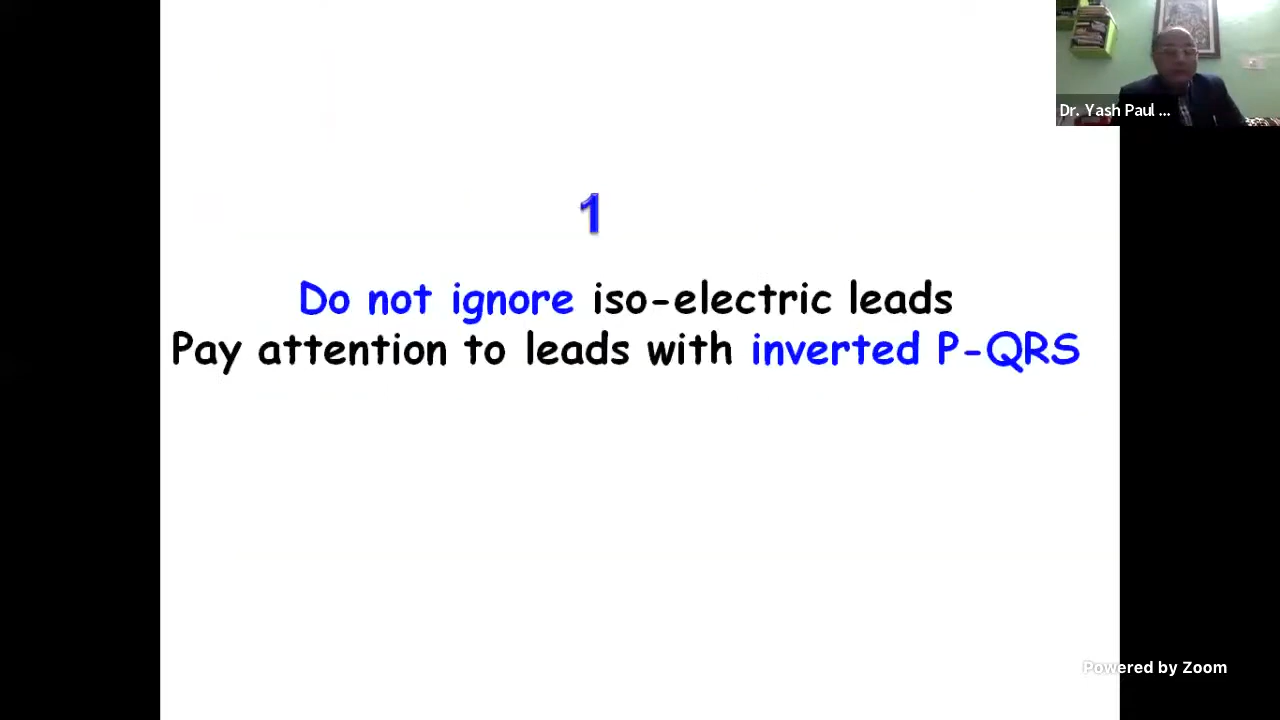 Dr. Yash Paul ...
1
Do not ignore iso-electric leads
Pay attention to leads with inverted P-QRS
Powered by Zoom